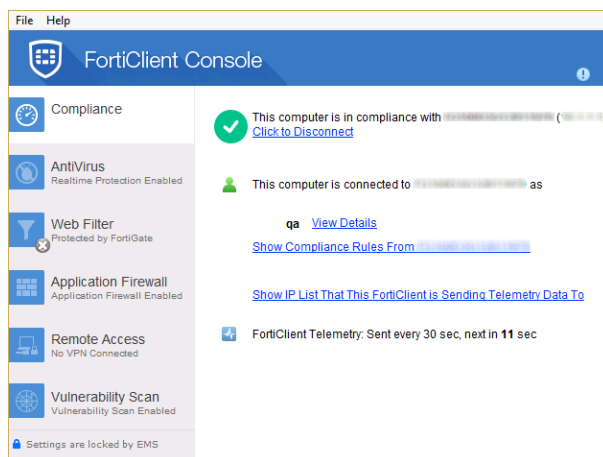 File Help
FortiClient Console
Compliance
This computer is in compliance with
Click to Disconnect
AntiVirus
Realtime Protection Enabled
This computer is connected to as
Web Filter
Protected by FortiGate
qa View Details
Show Compliance Rules From
Application Firewall
Application Firewall Enabled
Show IP List That This FortiClient is Sending Telemetry Data To
Remote Access
No VPN Connected
FortiClient Telemetry: Sent every 30 sec, next in 11 sec
Vulnerability Scan
Vulnerability Scan Enabled
Settings are locked by EMS